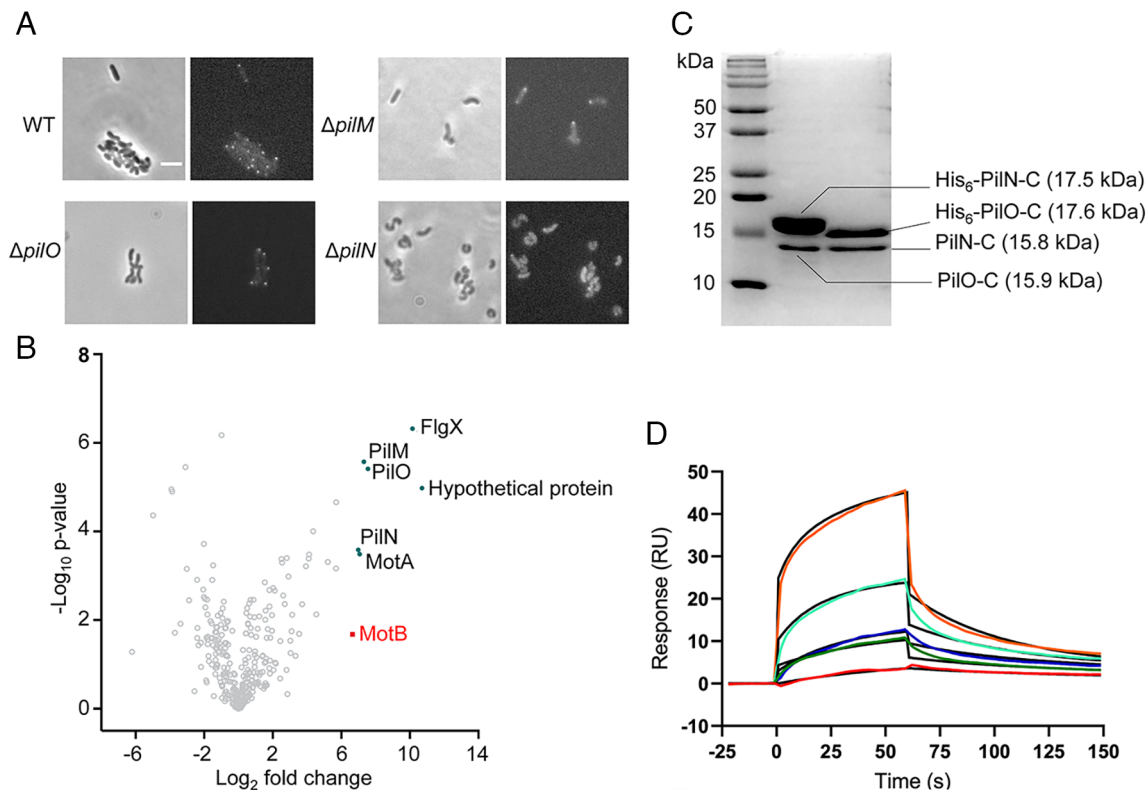 A
WT
ΔpilM
ΔpilO
ΔpilN
C
kDa
50
37
25
20
15
10
His6-PilN-C (17.5 kDa)
His6-PilO-C (17.6 kDa)
PilN-C (15.8 kDa)
PilO-C (15.9 kDa)
B
-Log10 p-value
8
6
4
2
0
FlgX
PilM
PilO
Hypothetical protein
PilN
MotA
MotB
-6 -2 2 6 10 14
Log2 fold change
D
Response (RU)
50
40
30
20
10
0
-10
-25 0 25 50 75 100 125 150
Time (s)